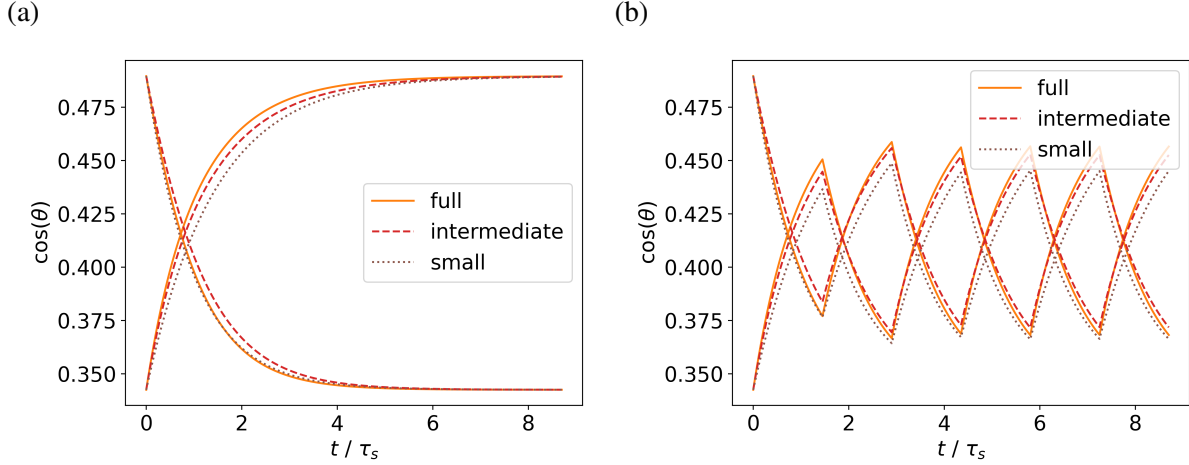 (a)
(b)
cos(θ)
0.475
0.450
0.425
0.400
0.375
0.350
full
intermediate
small
0 2 4 6 8
t / τs
cos(θ)
0.475
0.450
0.425
0.400
0.375
0.350
full
intermediate
small
0 2 4 6 8
t / τs